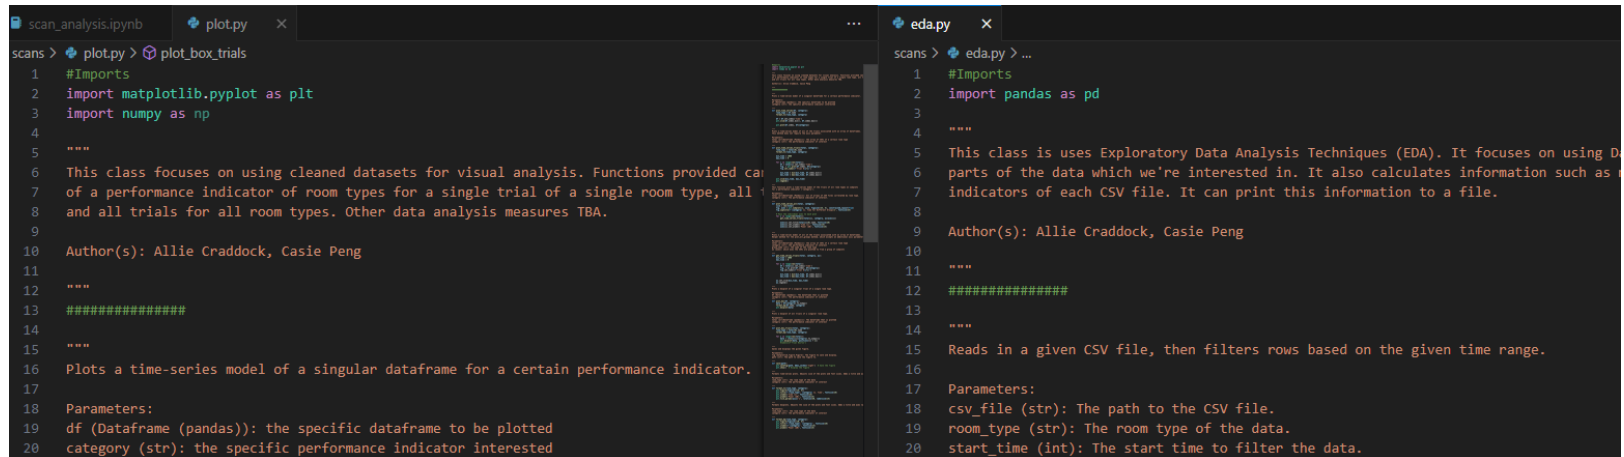 scan_analysis.ipynb
plot.py
scans > plot.py > plot_box_trials
1 #Imports
2 import matplotlib.pyplot as plt
3 import numpy as np
4
5 """
6 This class focuses on using cleaned datasets for visual analysis. Functions provided can
7 of a performance indicator of room types for a single trial of a single room type, all
8 and all trials for all room types. Other data analysis measures TBA.
9
10 Author(s): Allie Craddock, Casie Peng
11
12 """
13 ###############
14
15 """
16 Plots a time-series model of a singular dataframe for a certain performance indicator.
17
18 Parameters:
19 df (Dataframe (pandas)): the specific dataframe to be plotted
20 category (str): the specific performance indicator interested
eda.py
scans > eda.py > ...
1 #Imports
2 import pandas as pd
3
4 """
5 This class is uses Exploratory Data Analysis Techniques (EDA). It focuses on using Da
6 parts of the data which we're interested in. It also calculates information such as
7 indicators of each CSV file. It can print this information to a file.
8
9 Author(s): Allie Craddock, Casie Peng
10
11 """
12 ###############
13
14 """
15 Reads in a given CSV file, then filters rows based on the given time range.
16
17 Parameters:
18 csv_file (str): The path to the CSV file.
19 room_type (str): The room type of the data.
20 start_time (int): The start time to filter the data.